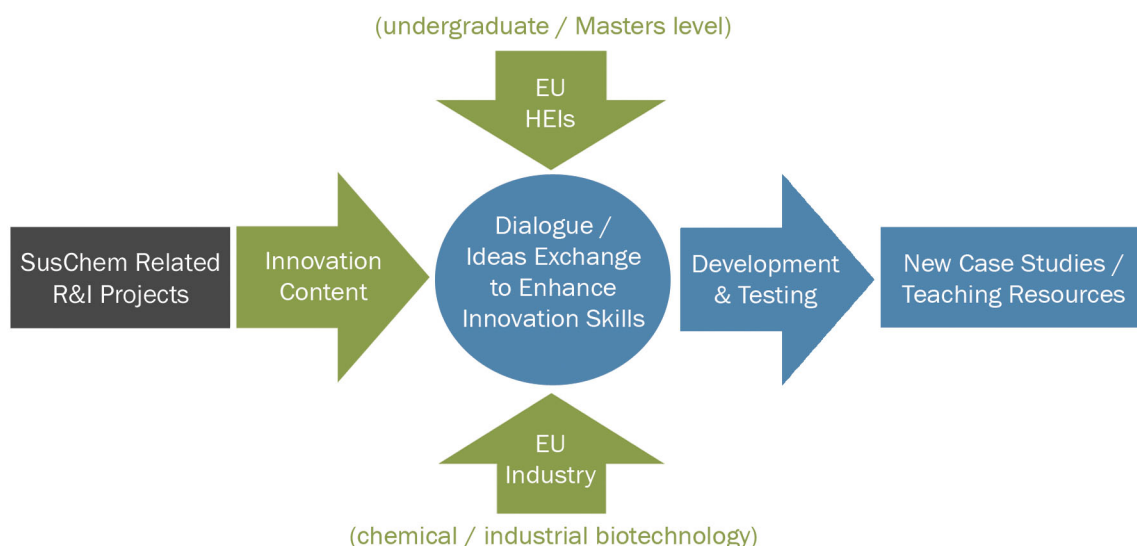 (undergraduate / Masters level)
EU
HEIs
SusChem Related
R&I Projects
Innovation
Content
Dialogue /
Ideas Exchange
to Enhance
Innovation Skills
Development
& Testing
New Case Studies /
Teaching Resources
EU
Industry
(chemical / industrial biotechnology)